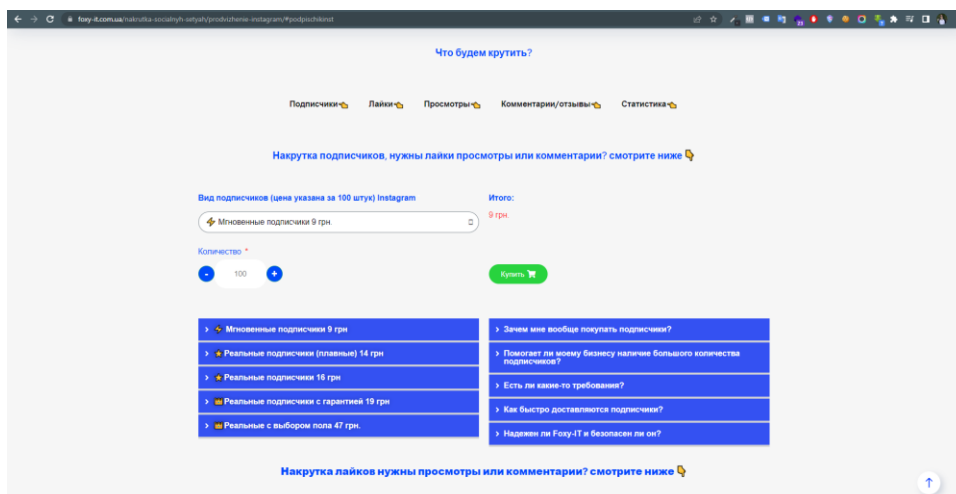 foxy-it.com.ua/nakrutka-socialnyh-setyah/prodvizhenie-instagram/#podpischikinst
23
Что будем крутить?
Подписчики Лайки Просмотры Комментарии/отзывы Статистика
Накрутка подписчиков, нужны лайки просмотры или комментарии? смотрите ниже
Вид подписчиков (цена указана за 100 штук) Instagram
Итого:
Мгновенные подписчики 9 грн.
9 грн.
Количество *
- 100 +
Купить
Мгновенные подписчики 9 грн
Реальные подписчики (плавные) 14 грн
Реальные подписчики 16 грн
Реальные подписчики с гарантией 19 грн
Реальные с выбором пола 47 грн.
Зачем мне вообще покупать подписчики?
Помогает ли моему бизнесу наличие большого количества
подписчиков?
Есть ли какие-то требования?
Как быстро доставляются подписчики?
Надежен ли Foxy-IT и безопасен ли он?
Накрутка лайков нужны просмотры или комментарии? смотрите ниже